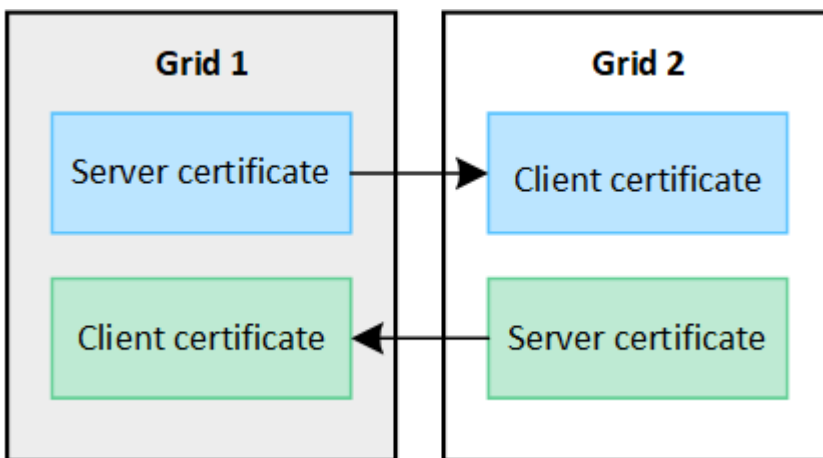 Grid 1
Grid 2
Server certificate
Client certificate
Client certificate
Server certificate